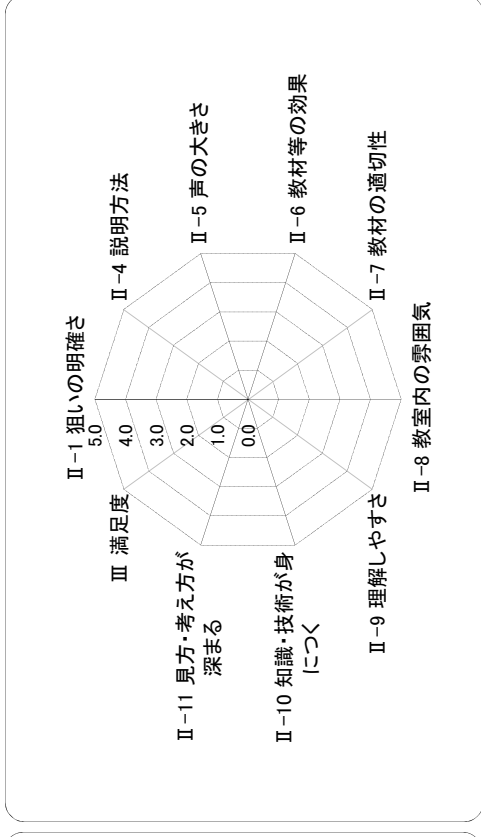 Ⅱ-1 狙いの明確さ
5.0
4.0
3.0
2.0
1.0
0.0
Ⅱ-4 説明方法
Ⅱ-5 声の大きさ
Ⅱ-6 教材等の効果
Ⅱ-7 教材の適切性
Ⅱ-8 教室内の雰囲気
Ⅱ-9 理解しやすさ
Ⅱ-10 知識・技術が身
につく
Ⅱ-11 見方・考え方が
深まる
Ⅲ 満足度